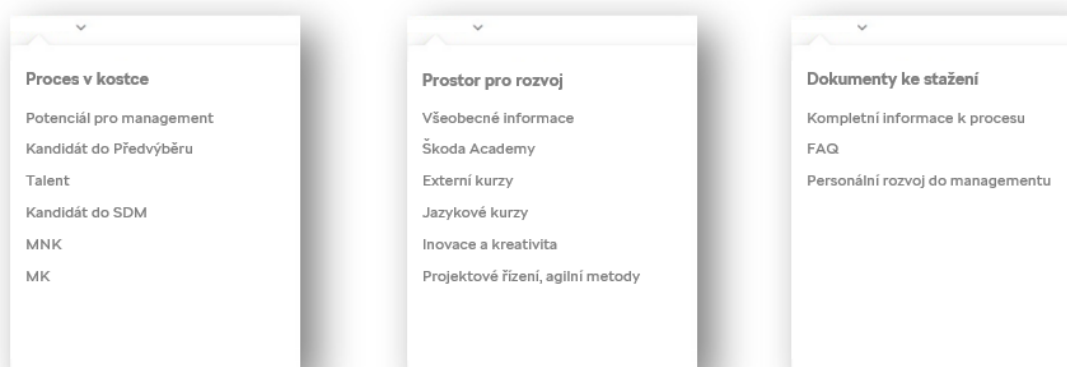 Proces v kostce
Potenciál pro management
Kandidát do Předvýběru
Talent
Kandidát do SDM
MNK
MK
Prostor pro rozvoj
Všeobecné informace
Škoda Academy
Externí kurzy
Jazykové kurzy
Inovace a kreativita
Projektové řízení, agilní metody
Dokumenty ke stažení
Kompletní informace k procesu
FAQ
Personální rozvoj do managementu